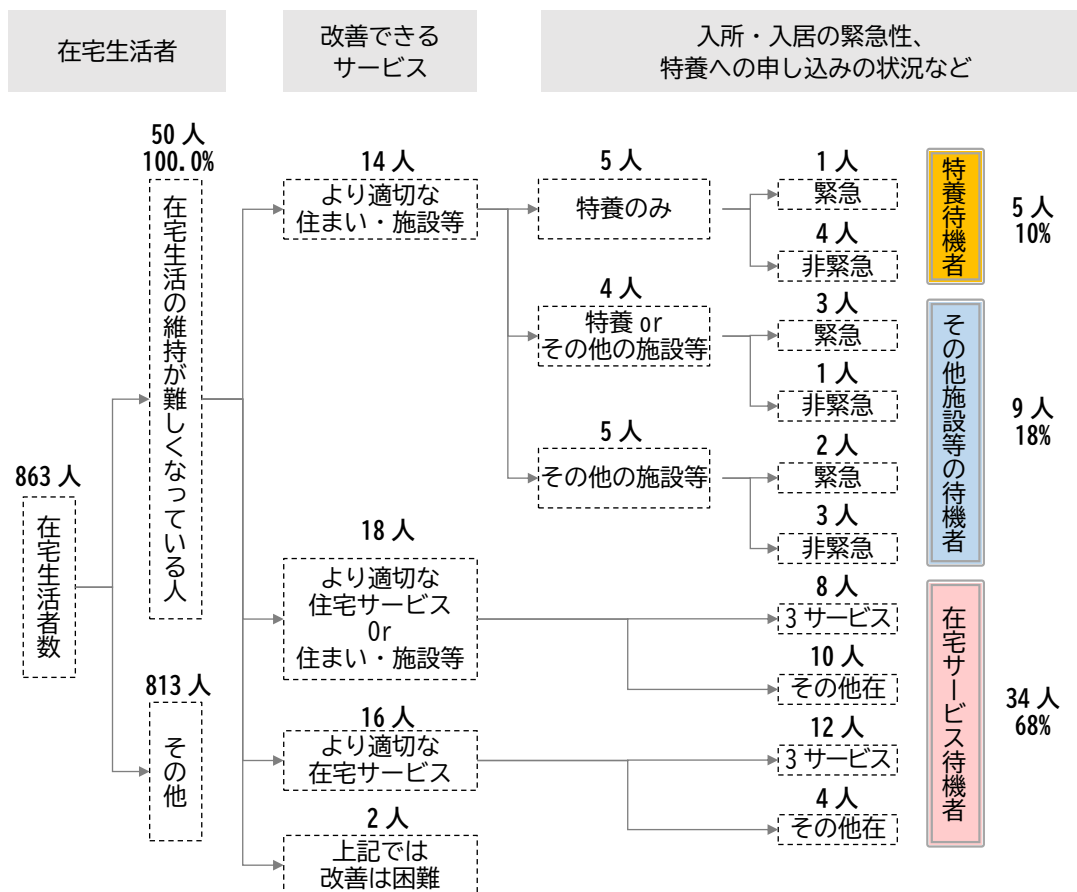 在宅生活者
改善できる
サービス
入所・入居の緊急性、
特養への申し込みの状況など
863 人
在宅生活者数
50 人
100.0%
在宅生活の維持が難しくなっている人
813 人
その他
14 人
より適切な
住まい・施設等
18 人
より適切な
住宅サービス
Or
住まい・施設等
16 人
より適切な
在宅サービス
2 人
上記では
改善は困難
5 人
特養のみ
4 人
特養 or
その他の施設等
5 人
その他の施設等
1 人
緊急
4 人
非緊急
3 人
緊急
1 人
非緊急
2 人
緊急
3 人
非緊急
8 人
3 サービス
10 人
その他在
12 人
3 サービス
4 人
その他在
特養待機者
5 人
10%
その他施設等の待機者
9 人
18%
在宅サービス待機者
34 人
68%